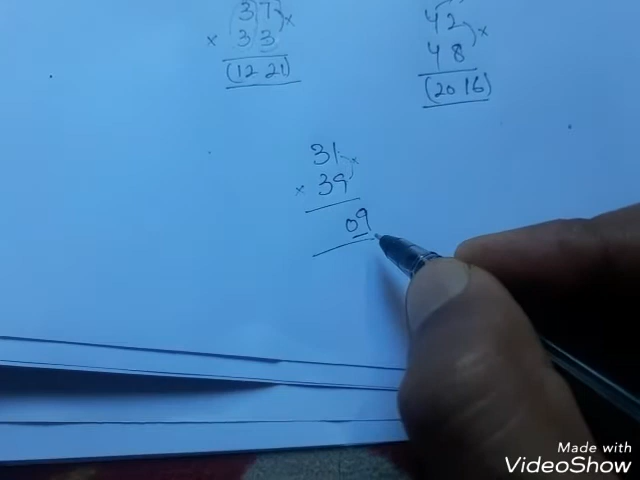 37 x
x 33
(12 21)
42 x
48
(20 16)
31 x
x 39
09
Made with
VideoShow